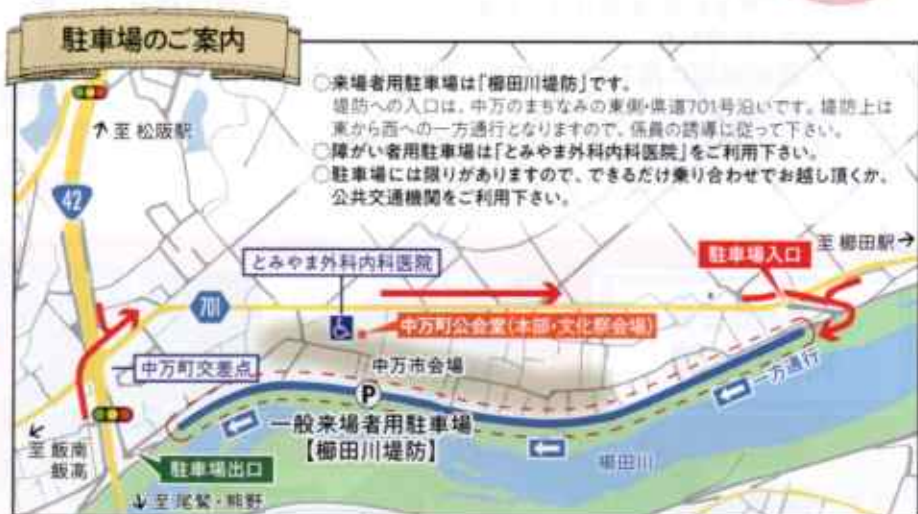 駐車場のご案内
○来場者用駐車場は「櫛田川堤防」です。
堤防への入口は、中万のまちなみの東側・県道701号沿いです。堤防上は
東から西への一方通行となりますので、係員の誘導に従って下さい。
○障がい者用駐車場は「とみやま外科内科医院」をご利用下さい。
○駐車場には限りがありますので、できるだけ乗り合わせでお越し頂くか、
公共交通機関をご利用下さい。
至 松阪駅
42
至 櫛田駅
駐車場入口
とみやま外科内科医院
701
中万町公会堂(本部・文化祭会場)
中万町交差点
中万市会場
一方通行
P
一般来場者用駐車場
【櫛田川堤防】
櫛田川
至 飯南
飯高
駐車場出口
至 尾鷲・熊野